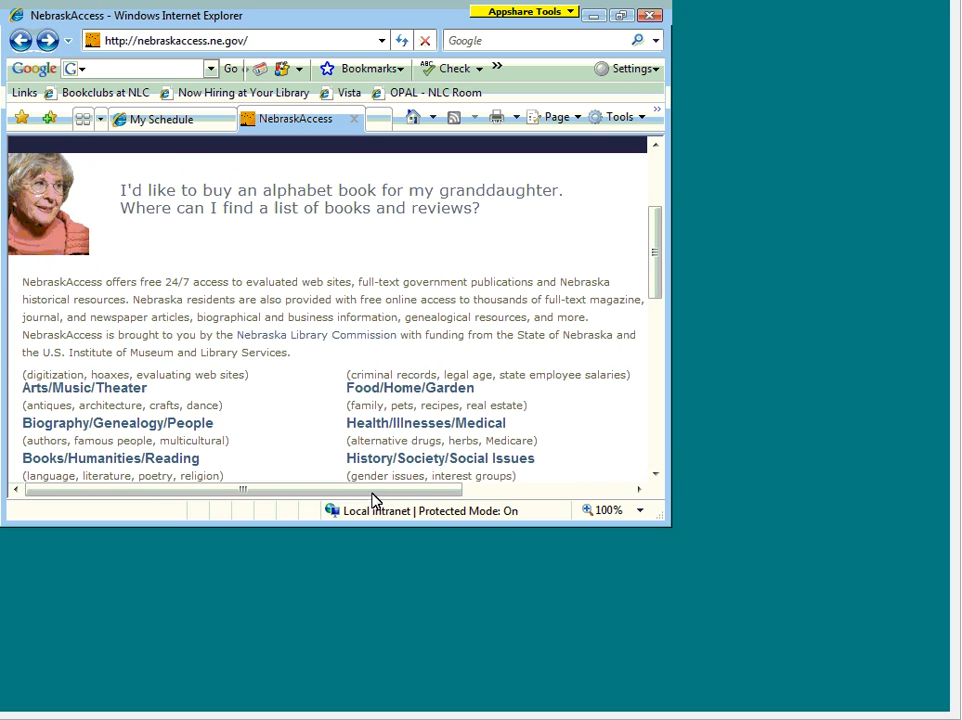 NebraskAccess - Windows Internet Explorer
Appshare Tools
http://nebraskaccess.ne.gov/
Google
Google G Go Bookmarks ABC Check » Settings
Links Bookclubs at NLC Now Hiring at Your Library Vista OPAL - NLC Room
My Schedule NebraskAccess Page Tools »
I'd like to buy an alphabet book for my granddaughter.
Where can I find a list of books and reviews?
NebraskAccess offers free 24/7 access to evaluated web sites, full-text government publications and Nebraska
historical resources. Nebraska residents are also provided with free online access to thousands of full-text magazine,
journal, and newspaper articles, biographical and business information, genealogical resources, and more.
NebraskAccess is brought to you by the Nebraska Library Commission with funding from the State of Nebraska and
the U.S. Institute of Museum and Library Services.
(digitization, hoaxes, evaluating web sites)
Arts/Music/Theater
(antiques, architecture, crafts, dance)
Biography/Genealogy/People
(authors, famous people, multicultural)
Books/Humanities/Reading
(language, literature, poetry, religion)
(criminal records, legal age, state employee salaries)
Food/Home/Garden
(family, pets, recipes, real estate)
Health/Illnesses/Medical
(alternative drugs, herbs, Medicare)
History/Society/Social Issues
(gender issues, interest groups)
Local intranet | Protected Mode: On
100%